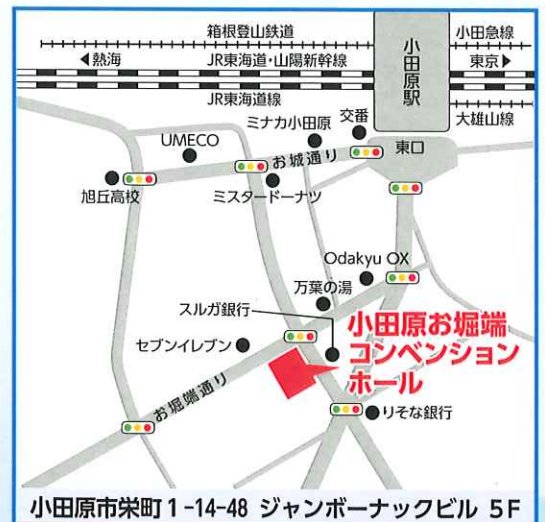 箱根登山鉄道
小田急線
小田原駅
◀熱海
JR東海道・山陽新幹線
東京▶
JR東海道線
大雄山線
ミナカ小田原
交番
UMECO
お城通り
東口
旭丘高校
ミスタードーナツ
Odakyu OX
万葉の湯
スルガ銀行
小田原お堀端
コンベンション
ホール
セブンイレブン
お堀端通り
りそな銀行
小田原市栄町1-14-48 ジャンボーナックビル 5F